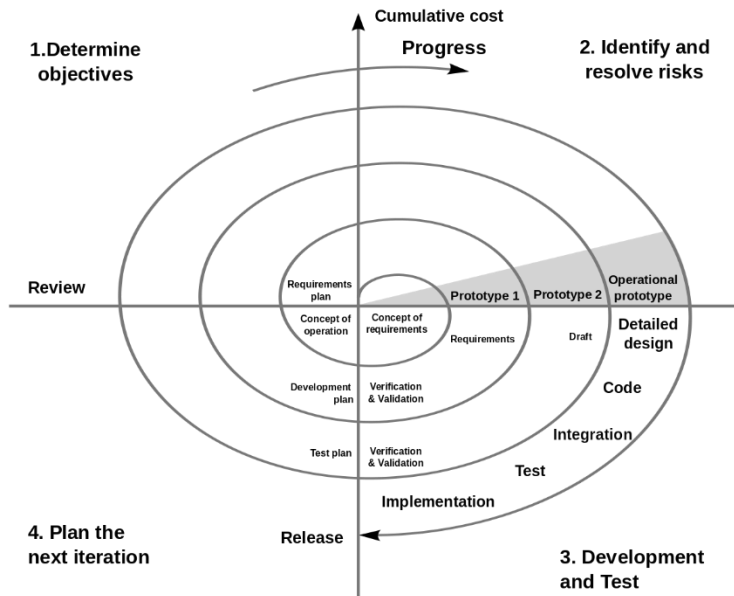 Cumulative cost
1.Determine
objectives
Progress
2. Identify and
resolve risks
Review
Requirements
plan
Prototype 1
Prototype 2
Operational
prototype
Concept of
operation
Concept of
requirements
Requirements
Draft
Detailed
design
Development
plan
Verification
& Validation
Code
Test plan
Verification
& Validation
Integration
Test
Implementation
Release
4. Plan the
next iteration
3. Development
and Test